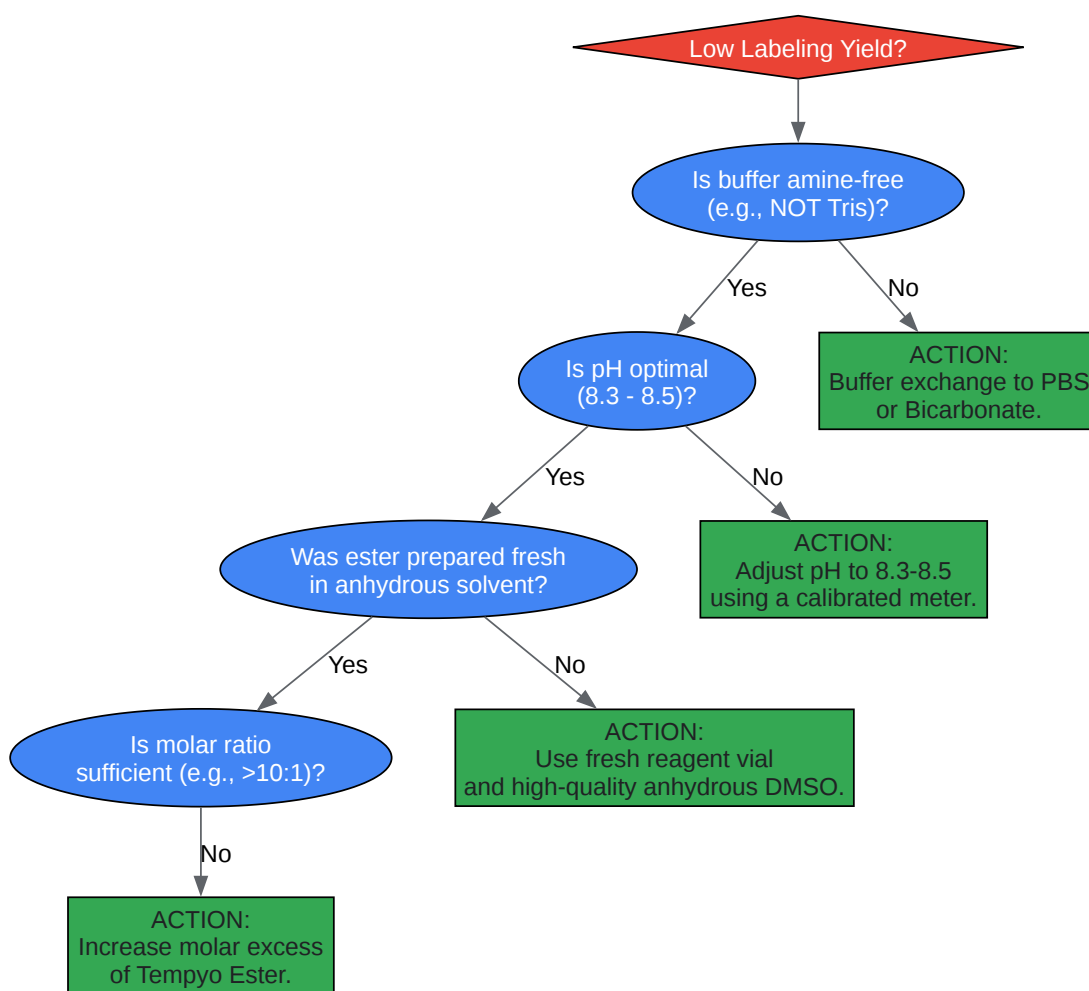 Low Labeling Yield?
Is buffer amine-free
(e.g., NOT Tris)?
Yes
No
Is pH optimal
(8.3 - 8.5)?
ACTION:
Buffer exchange to PBS
or Bicarbonate.
Yes
No
Was ester prepared fresh
in anhydrous solvent?
ACTION:
Adjust pH to 8.3-8.5
using a calibrated meter.
Yes
No
Is molar ratio
sufficient (e.g., >10:1)?
ACTION:
Use fresh reagent vial
and high-quality anhydrous DMSO.
No
ACTION:
Increase molar excess
of Tempyo Ester.